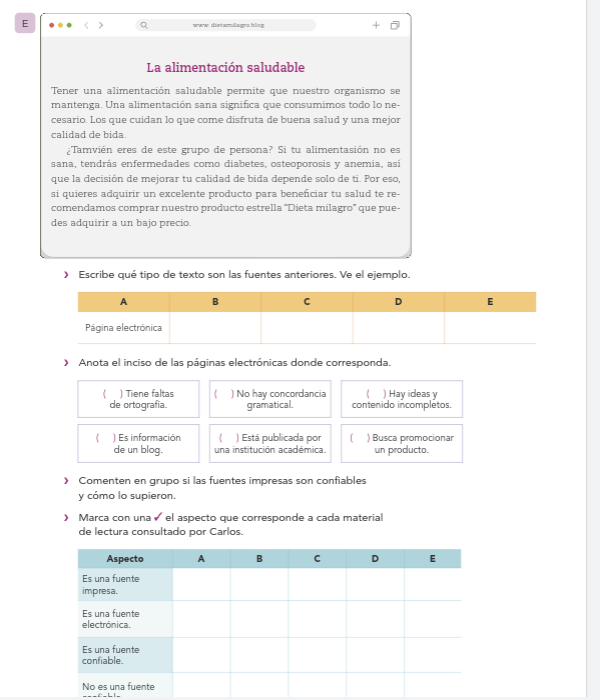 E
www. dietamilagro.blog
La alimentación saludable
Tener una alimentación saludable permite que nuestro organismo se
mantenga. Una alimentación sana significa que consumimos todo lo ne-
cesario. Los que cuidan lo que come disfruta de buena salud y una mejor
calidad de bida.
¿Tamvién eres de este grupo de persona? Si tu alimentasión no es
sana, tendrás enfermedades como diabetes, osteoporosis y anemia, así
que la decisión de mejorar tu calidad de bida depende solo de ti. Por eso,
si quieres adquirir un excelente producto para beneficiar tu salud te re-
comendamos comprar nuestro producto estrella “Dieta milagro” que pue-
des adquirir a un bajo precio.
› Escribe qué tipo de texto son las fuentes anteriores. Ve el ejemplo.
A B C D E
Página electrónica
› Anota el inciso de las páginas electrónicas donde corresponda.
( ) Tiene faltas ( ) No hay concordancia ( ) Hay ideas y
de ortografía. gramatical. contenido incompletos.
( ) Es información ( ) Está publicada por ( ) Busca promocionar
de un blog. una institución académica. un producto.
› Comenten en grupo si las fuentes impresas son confiables
y cómo lo supieron.
› Marca con una ✓ el aspecto que corresponde a cada material
de lectura consultado por Carlos.
Aspecto A B C D E
Es una fuente
impresa.
Es una fuente
electrónica.
Es una fuente
confiable.
No es una fuente